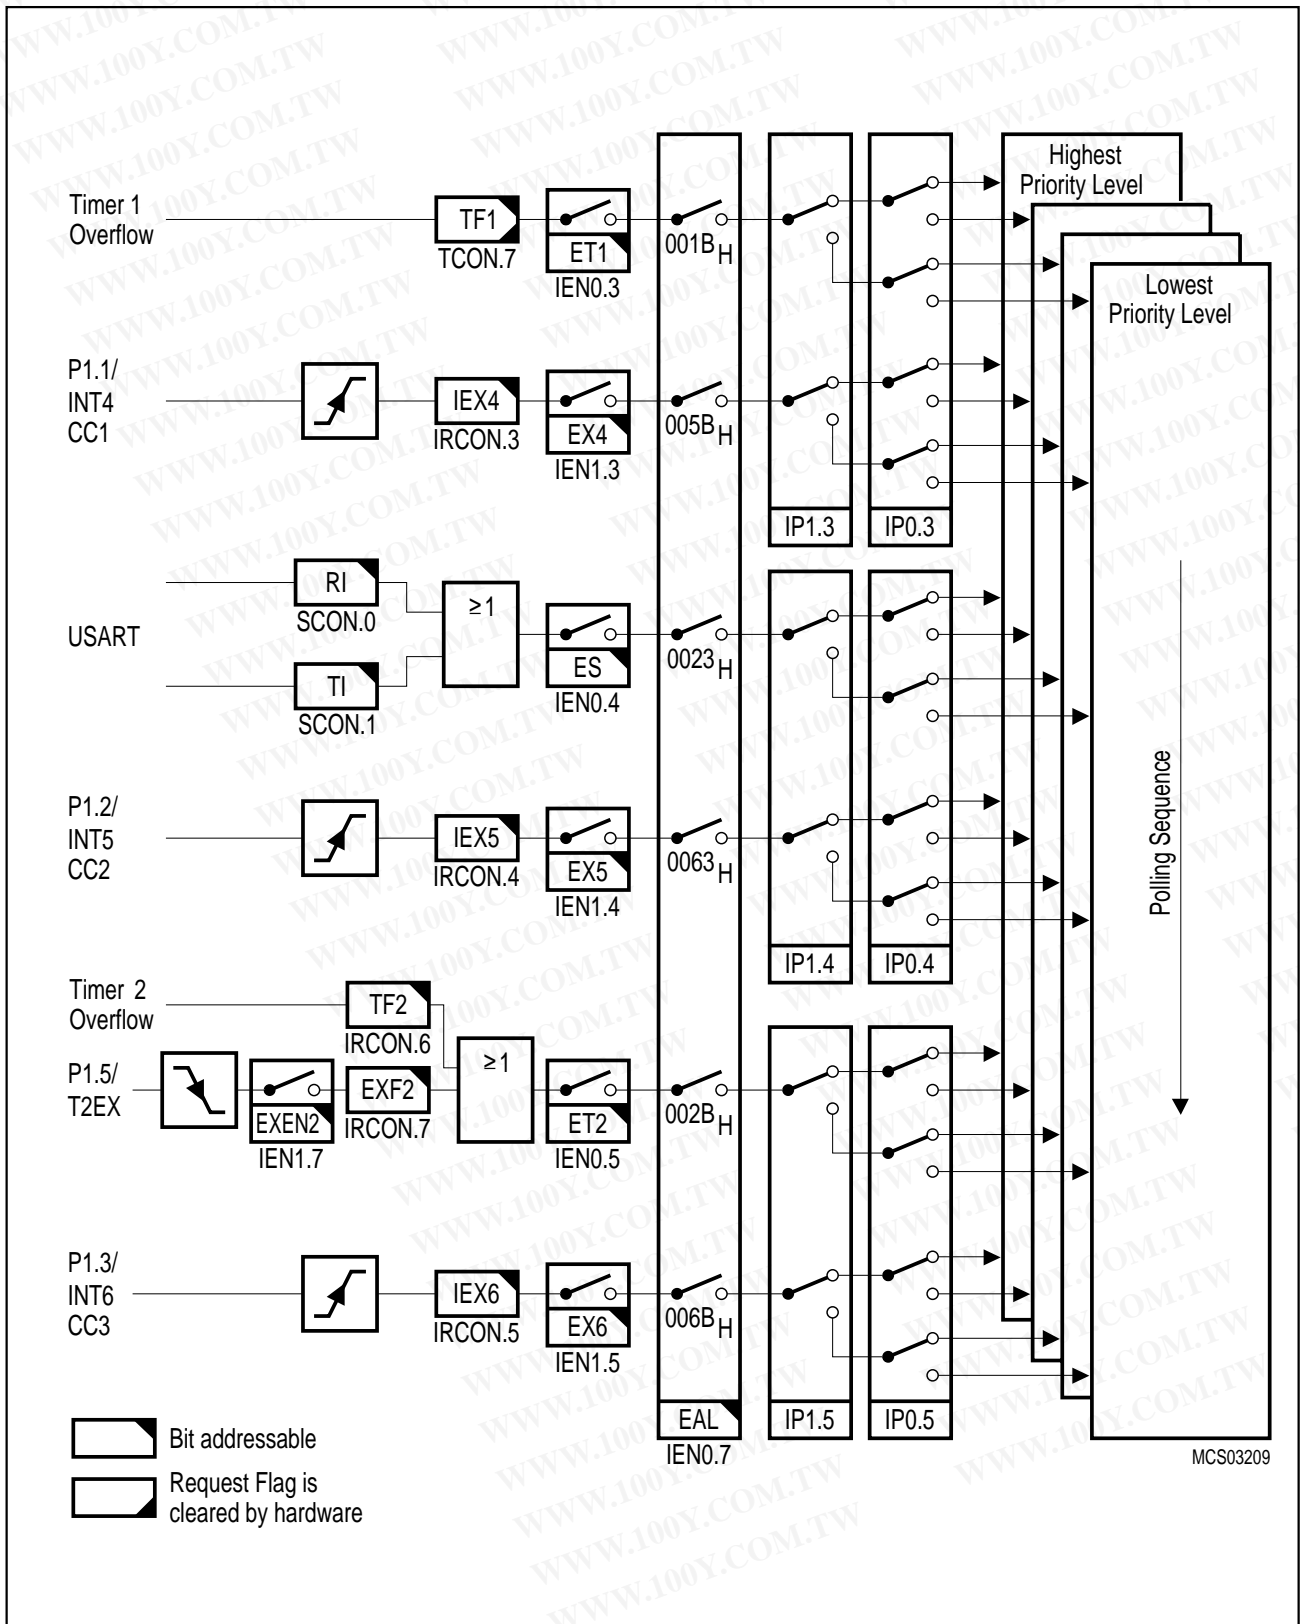 Highest
Priority Level
Lowest
Priority Level
Timer 1
Overflow
TF1
TCON.7
ET1
IEN0.3
001BH
P1.1/
INT4
CC1
IEX4
IRCON.3
EX4
IEN1.3
005BH
IP1.3
IP0.3
USART
RI
SCON.0
TI
SCON.1
≥1
ES
IEN0.4
0023H
P1.2/
INT5
CC2
IEX5
IRCON.4
EX5
IEN1.4
0063H
IP1.4
IP0.4
Polling Sequence
Timer 2
Overflow
TF2
IRCON.6
P1.5/
T2EX
EXEN2
IEN1.7
EXF2
IRCON.7
≥1
ET2
IEN0.5
002BH
P1.3/
INT6
CC3
IEX6
IRCON.5
EX6
IEN1.5
006BH
EAL
IEN0.7
IP1.5
IP0.5
Bit addressable
Request Flag is
cleared by hardware
MCS03209
WWW.100Y.COM.TW